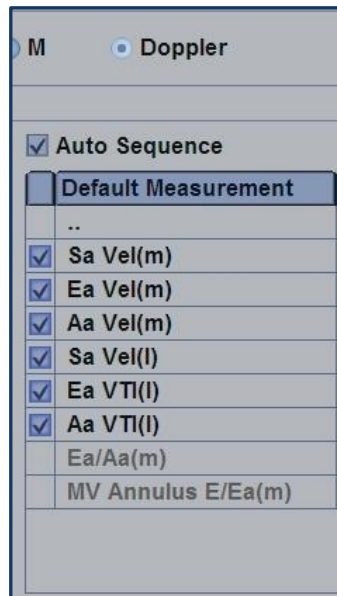 M Doppler
Auto Sequence
Default Measurement
..
Sa Vel(m)
Ea Vel(m)
Aa Vel(m)
Sa Vel(l)
Ea VTI(l)
Aa VTI(l)
Ea/Aa(m)
MV Annulus E/Ea(m)